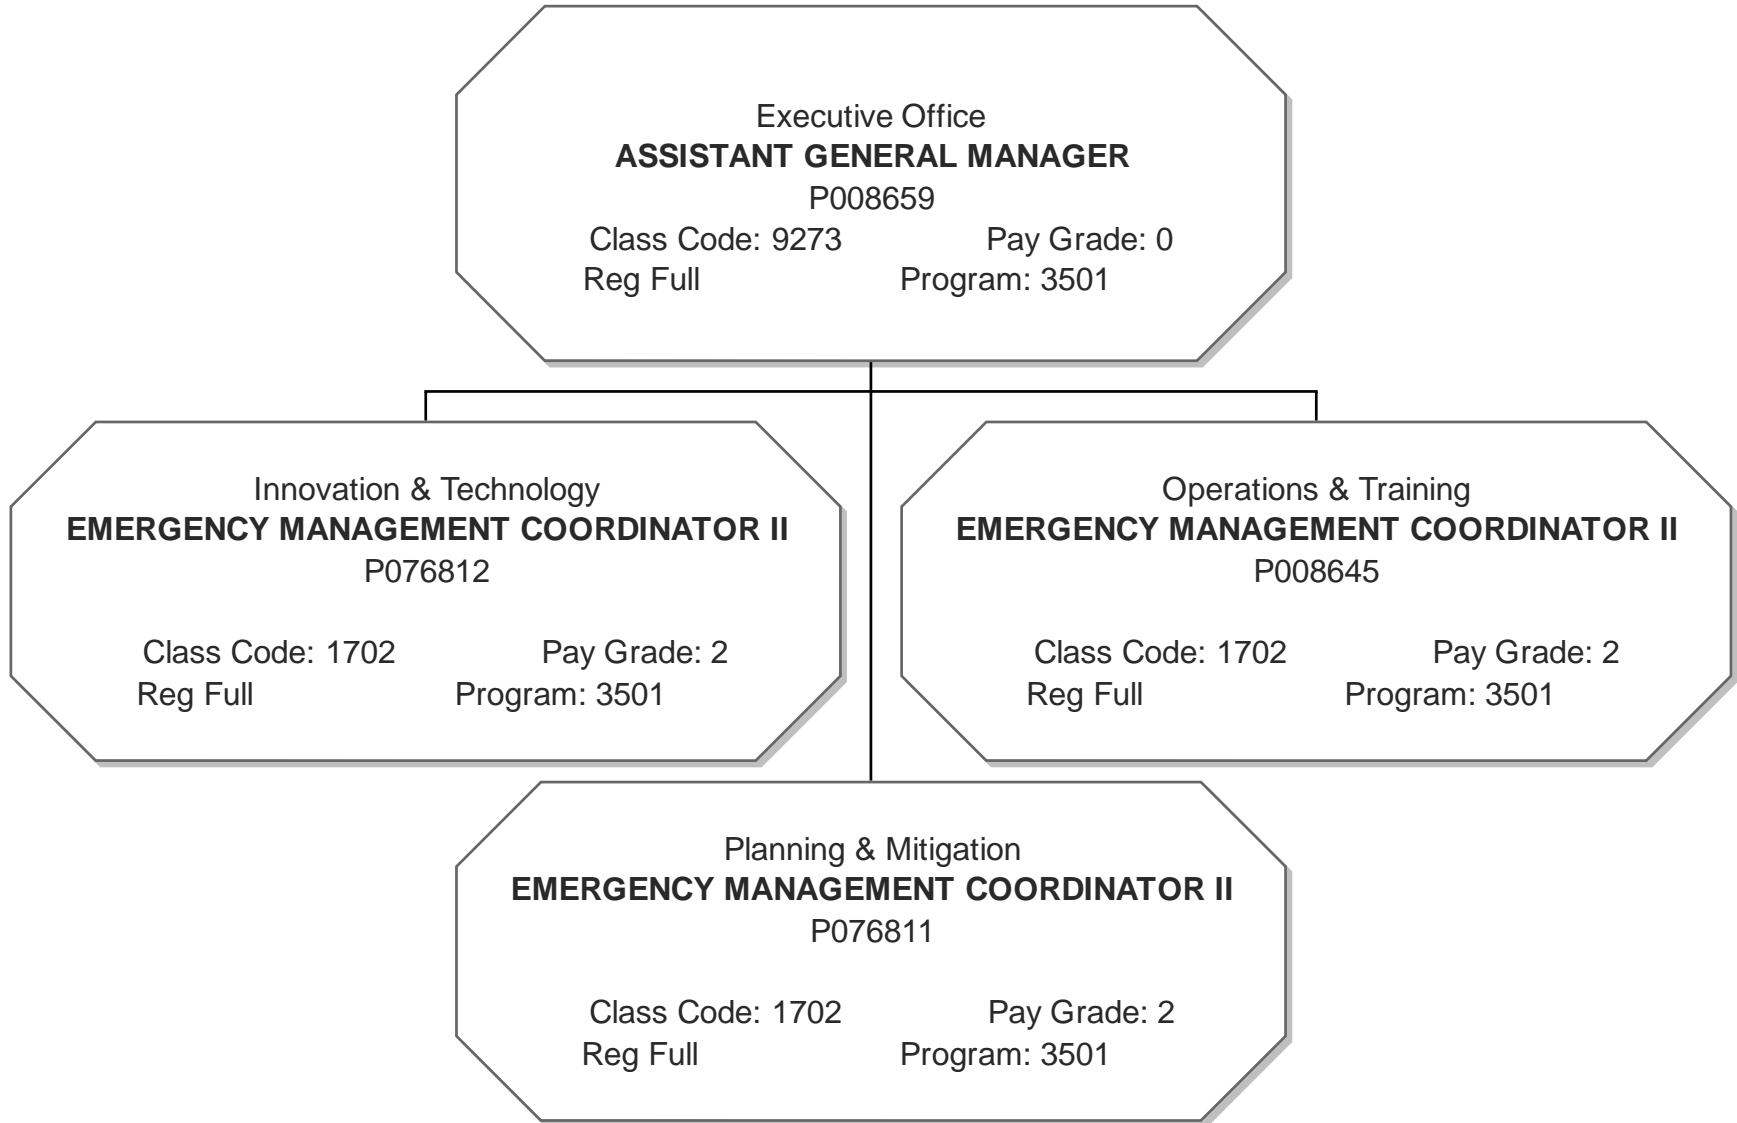 Executive Office
ASSISTANT GENERAL MANAGER
P008659
Class Code: 9273 Pay Grade: 0
Reg Full Program: 3501
Innovation & Technology
EMERGENCY MANAGEMENT COORDINATOR II
P076812
Class Code: 1702 Pay Grade: 2
Reg Full Program: 3501
Operations & Training
EMERGENCY MANAGEMENT COORDINATOR II
P008645
Class Code: 1702 Pay Grade: 2
Reg Full Program: 3501
Planning & Mitigation
EMERGENCY MANAGEMENT COORDINATOR II
P076811
Class Code: 1702 Pay Grade: 2
Reg Full Program: 3501